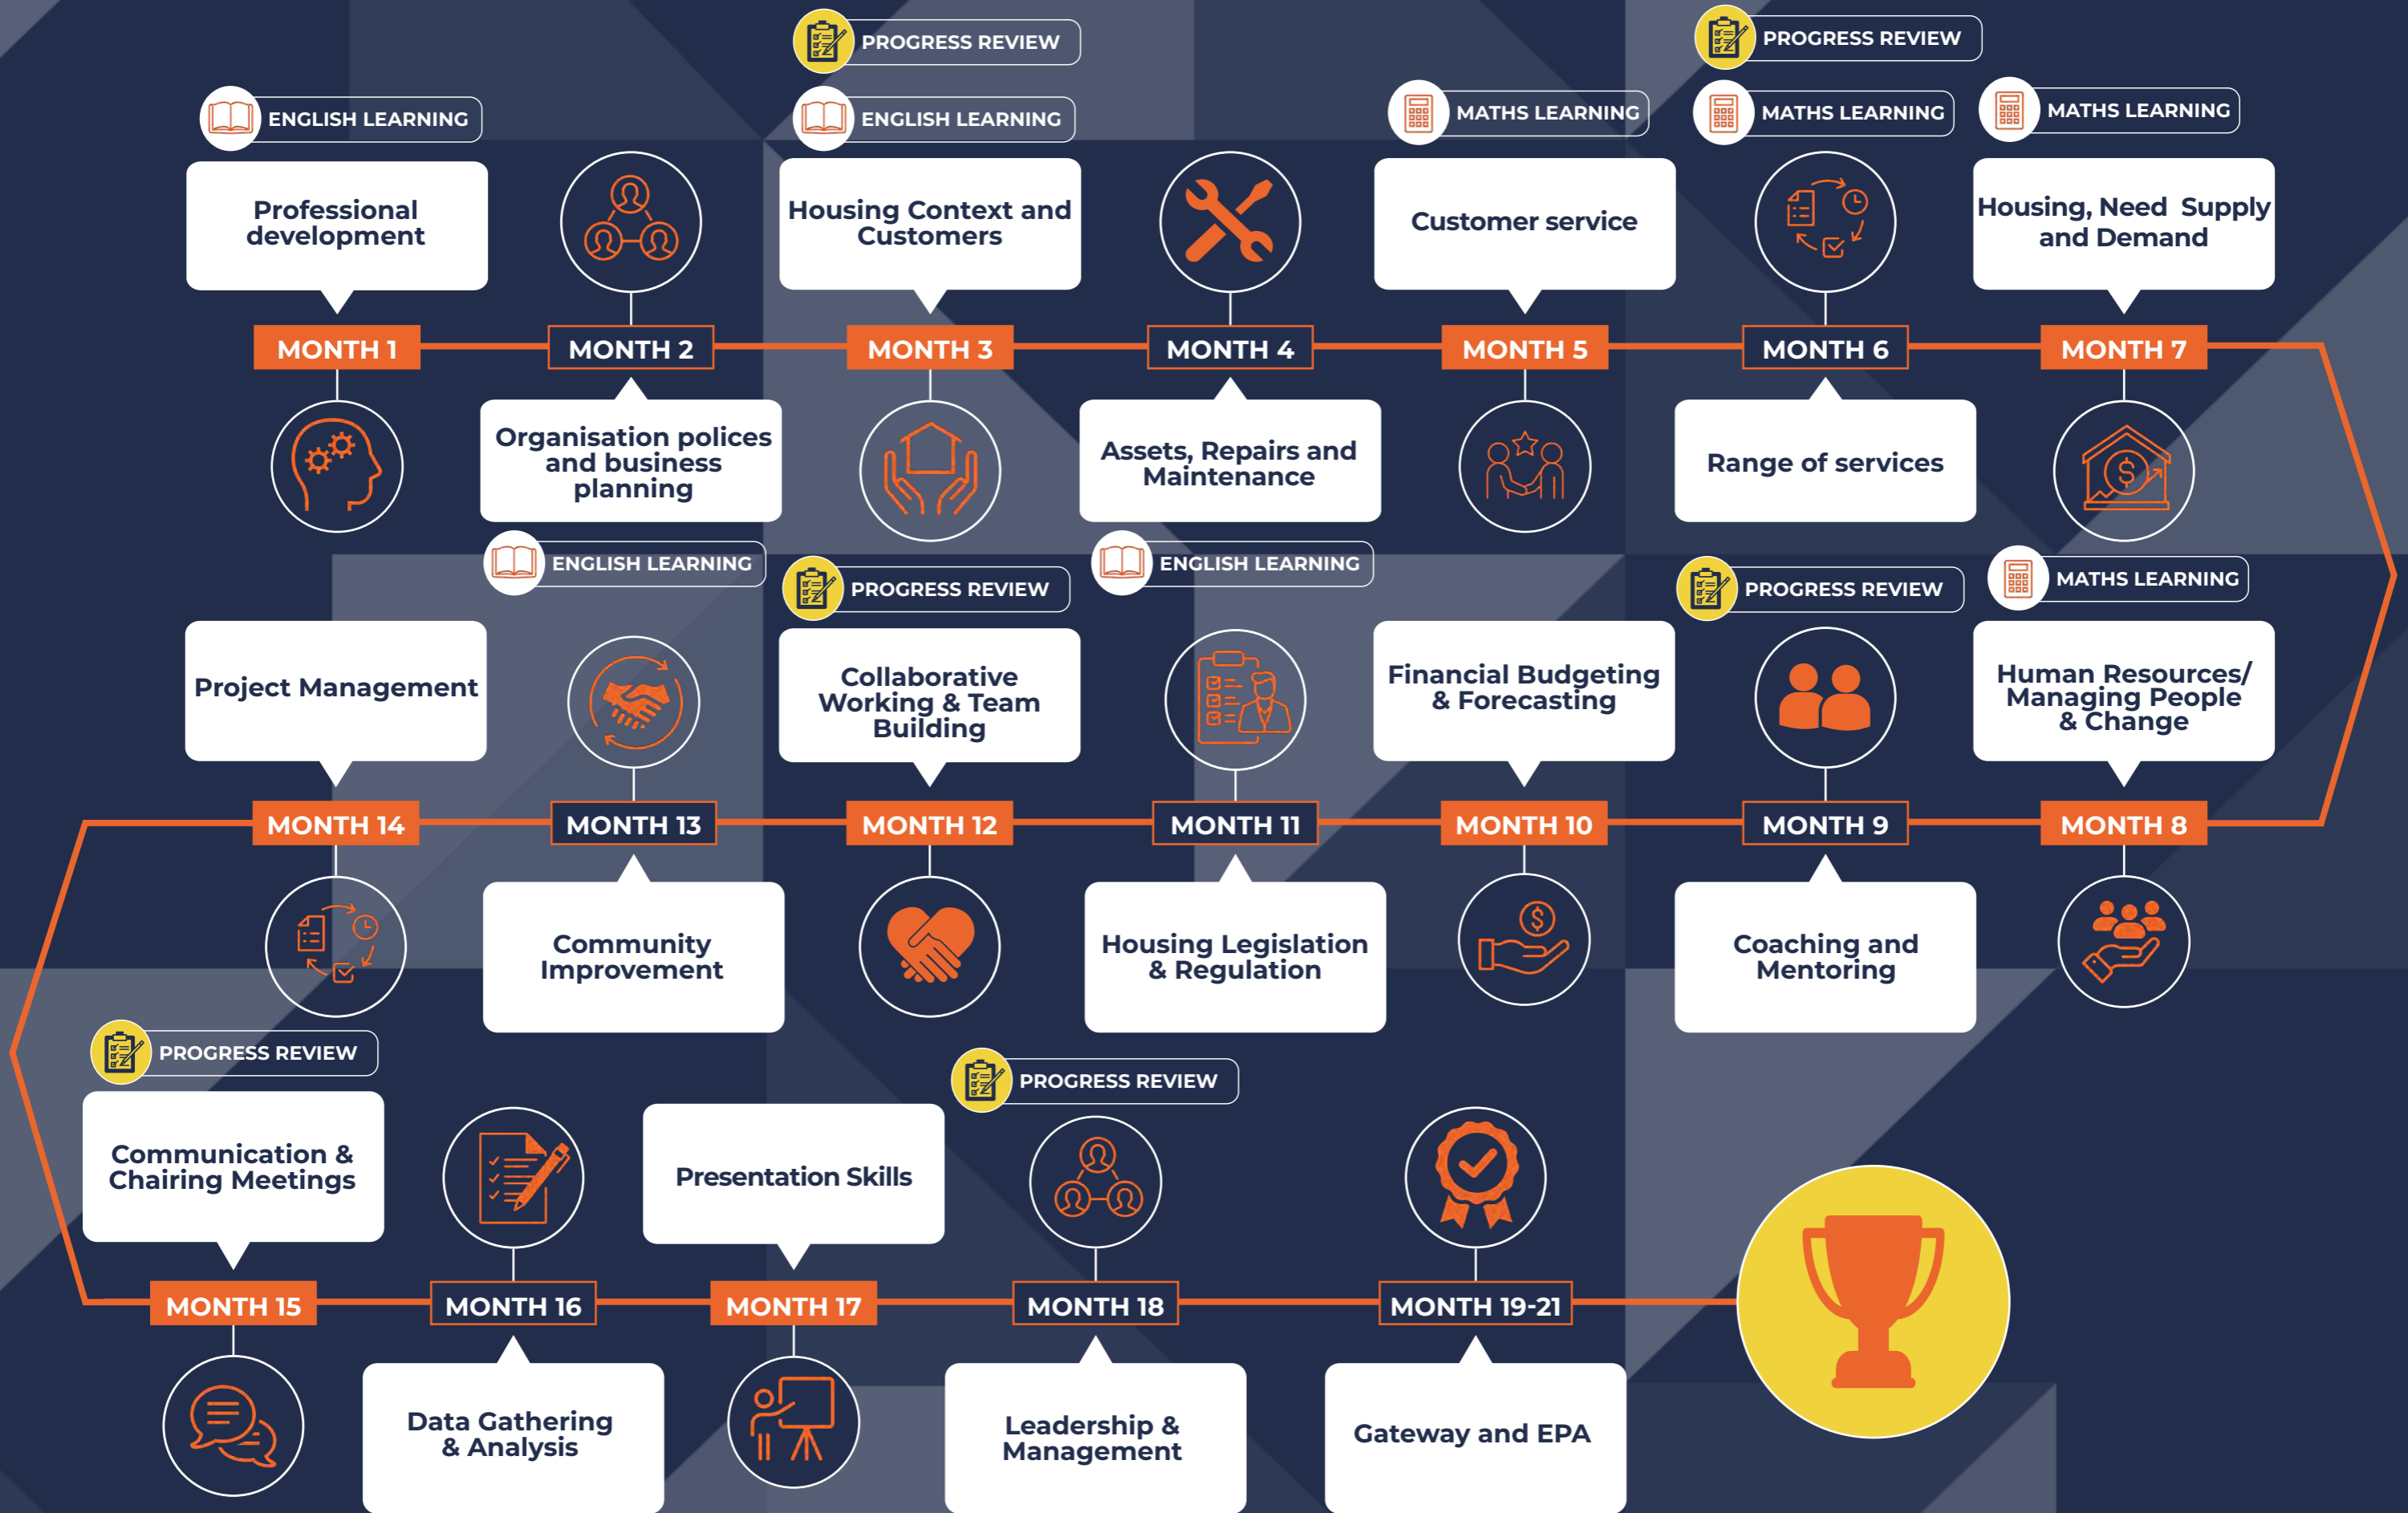 PROGRESS REVIEW
PROGRESS REVIEW
ENGLISH LEARNING
ENGLISH LEARNING
MATHS LEARNING
MATHS LEARNING
MATHS LEARNING
Professional
development
Housing Context and
Customers
Customer service
Housing, Need Supply
and Demand
MONTH 1
MONTH 2
MONTH 3
MONTH 4
MONTH 5
MONTH 6
MONTH 7
Organisation polices
and business
planning
Assets, Repairs and
Maintenance
Range of services
ENGLISH LEARNING
PROGRESS REVIEW
ENGLISH LEARNING
PROGRESS REVIEW
MATHS LEARNING
Project Management
Collaborative
Working & Team
Building
Financial Budgeting
& Forecasting
Human Resources/
Managing People
& Change
MONTH 14
MONTH 13
MONTH 12
MONTH 11
MONTH 10
MONTH 9
MONTH 8
Community
Improvement
Housing Legislation
& Regulation
Coaching and
Mentoring
PROGRESS REVIEW
PROGRESS REVIEW
Communication &
Chairing Meetings
Presentation Skills
MONTH 15
MONTH 16
MONTH 17
MONTH 18
MONTH 19-21
Data Gathering
& Analysis
Leadership &
Management
Gateway and EPA